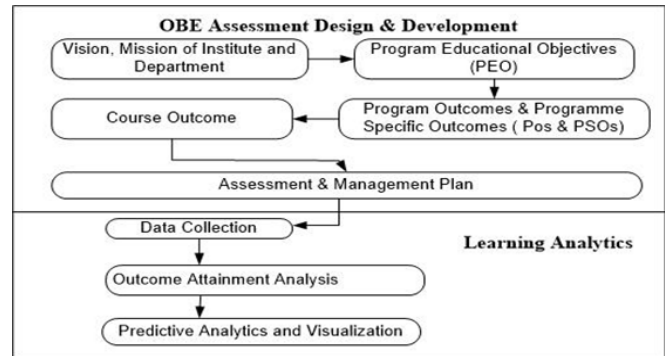 OBE Assessment Design & Development
Vision, Mission of Institute and
Department
Program Educational Objectives
(PEO)
Program Outcomes & Programme
Specific Outcomes ( Pos & PSOs)
Course Outcome
Assessment & Management Plan
Data Collection
Learning Analytics
Outcome Attainment Analysis
Predictive Analytics and Visualization